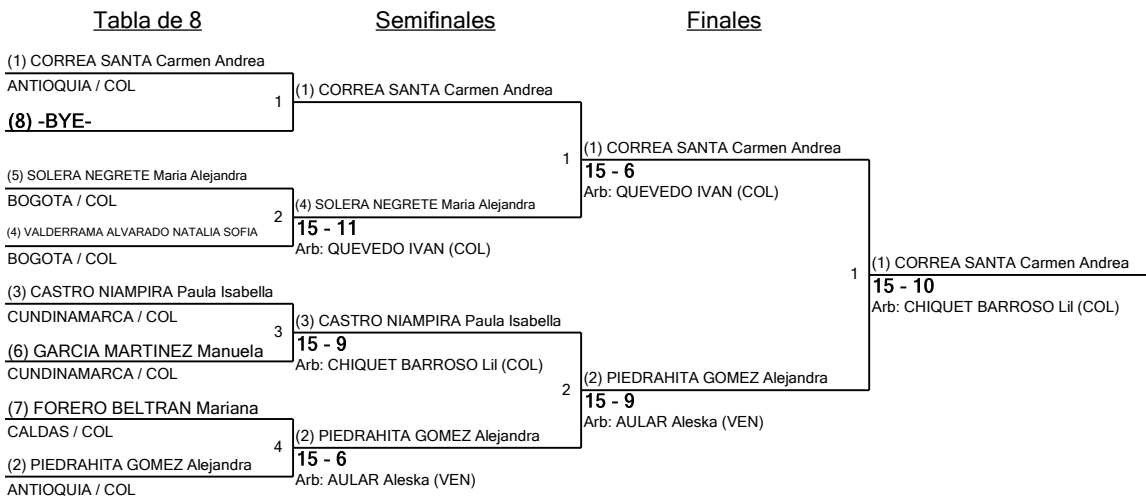 Tabla de 8
Semifinales
Finales
(1) CORREA SANTA Carmen Andrea
ANTIOQUIA / COL
1
(8) -BYE-
(5) SOLERA NEGRETE Maria Alejandra
BOGOTA / COL
2
(4) VALDERRAMA ALVARADO NATALIA SOFIA
BOGOTA / COL
(3) CASTRO NIAMPIRA Paula Isabella
CUNDINAMARCA / COL
3
(6) GARCIA MARTINEZ Manuela
CUNDINAMARCA / COL
(7) FORERO BELTRAN Mariana
CALDAS / COL
4
(2) PIEDRAHITA GOMEZ Alejandra
ANTIOQUIA / COL
(1) CORREA SANTA Carmen Andrea
1
(4) SOLERA NEGRETE Maria Alejandra
15 - 11
Arb: QUEVEDO IVAN (COL)
(3) CASTRO NIAMPIRA Paula Isabella
15 - 9
Arb: CHIQUET BARROSO Lil (COL)
2
(2) PIEDRAHITA GOMEZ Alejandra
15 - 6
Arb: AULAR Aleska (VEN)
(1) CORREA SANTA Carmen Andrea
15 - 6
Arb: QUEVEDO IVAN (COL)
1
(2) PIEDRAHITA GOMEZ Alejandra
15 - 9
Arb: AULAR Aleska (VEN)
(1) CORREA SANTA Carmen Andrea
15 - 10
Arb: CHIQUET BARROSO Lil (COL)